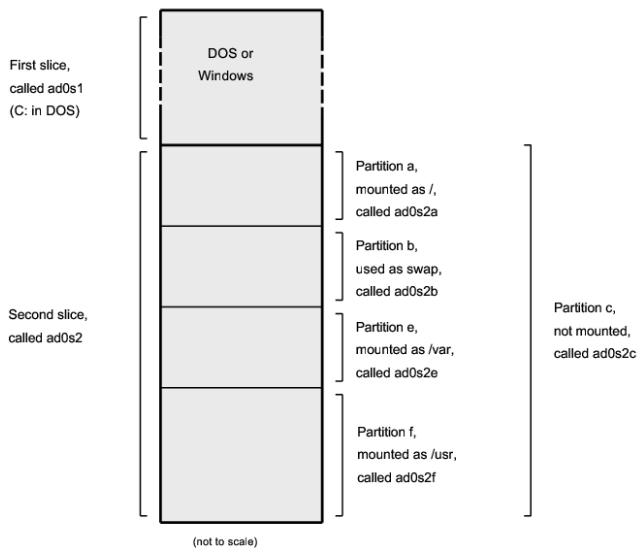 DOS or
Windows
First slice,
called ad0s1
(C: in DOS)
Partition a,
mounted as /,
called ad0s2a
Partition b,
used as swap,
called ad0s2b
Second slice,
called ad0s2
Partition c,
not mounted,
called ad0s2c
Partition e,
mounted as /var,
called ad0s2e
Partition f,
mounted as /usr,
called ad0s2f
(not to scale)